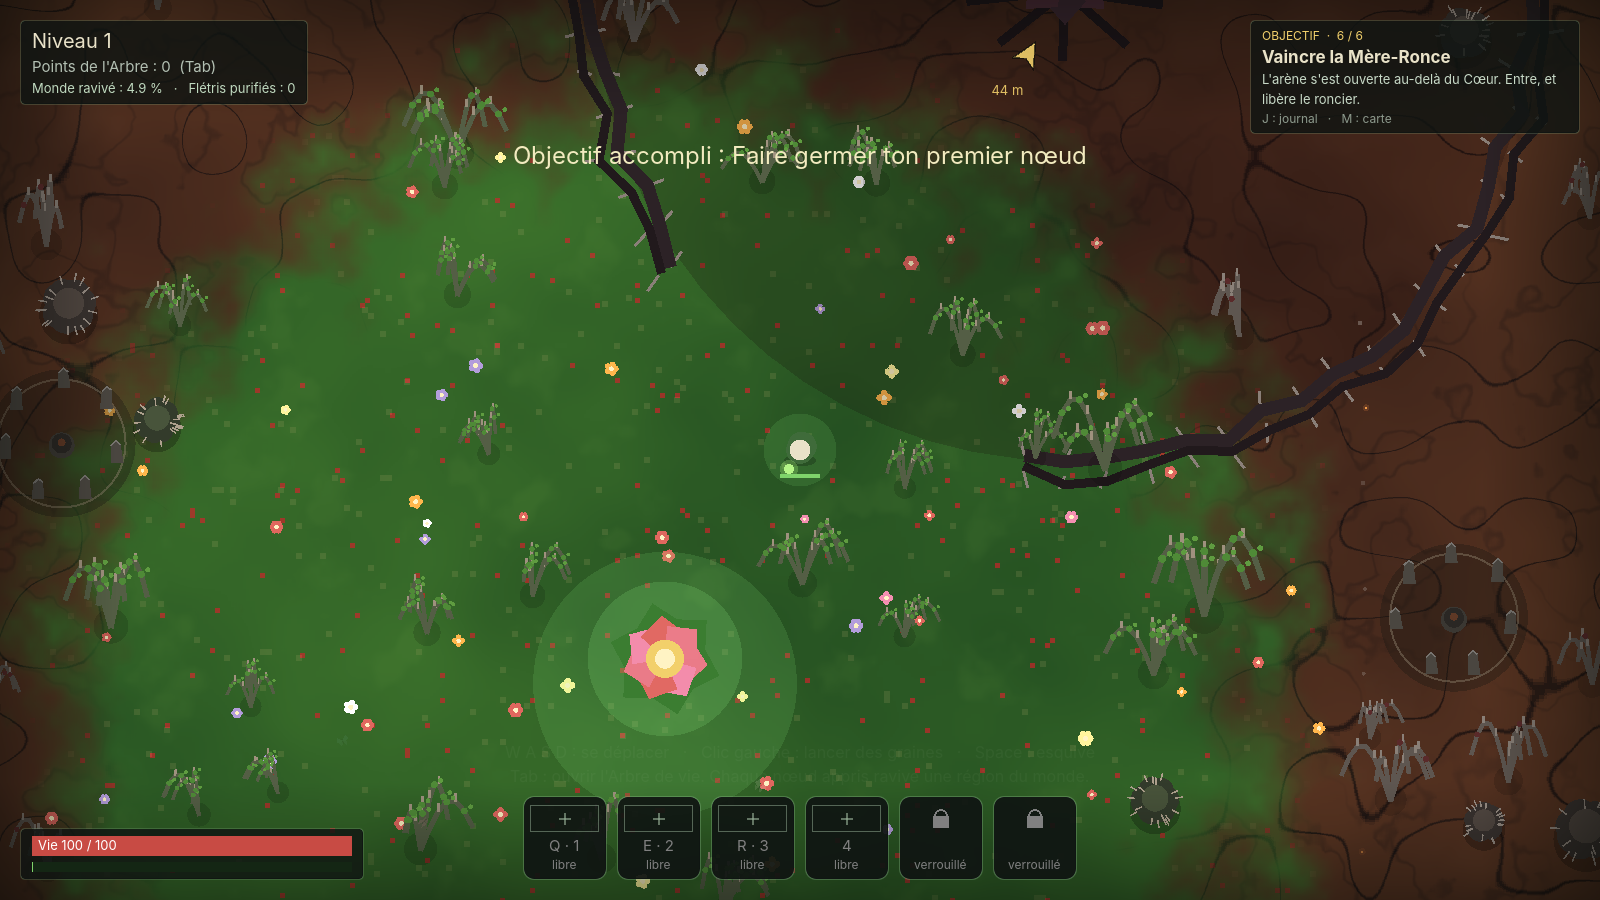 Niveau 1
Points de l'Arbre : 0 (Tab)
Monde ravivé : 4.9 % · Flétris purifiés : 0
44 m
OBJECTIF · 6 / 6
Vaincre la Mère-Ronce
L'arène s'est ouverte au-delà du Cœur. Entre, et
libère le roncier.
J : journal · M : carte
Objectif accompli : Faire germer ton premier nœud
Vie 100 / 100
Q · 1
libre
E · 2
libre
R · 3
libre
4
libre
verrouillé
verrouillé